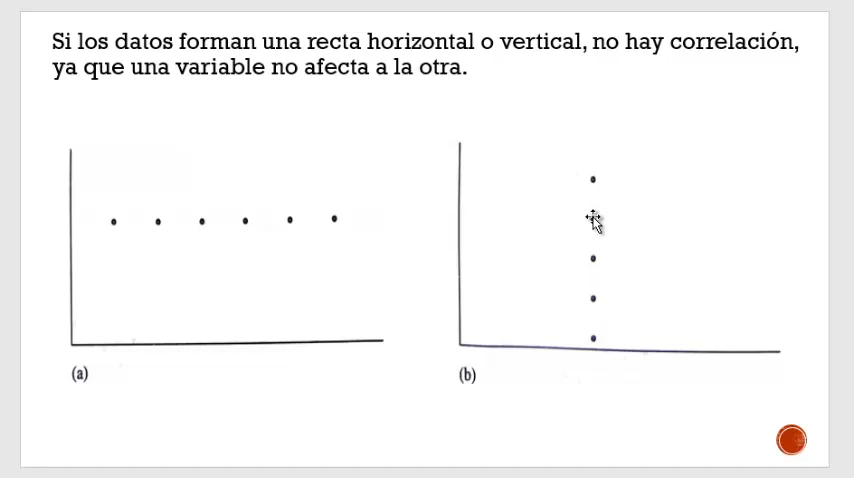 Si los datos forman una recta horizontal o vertical, no hay correlación,
ya que una variable no afecta a la otra.
(a)
(b)